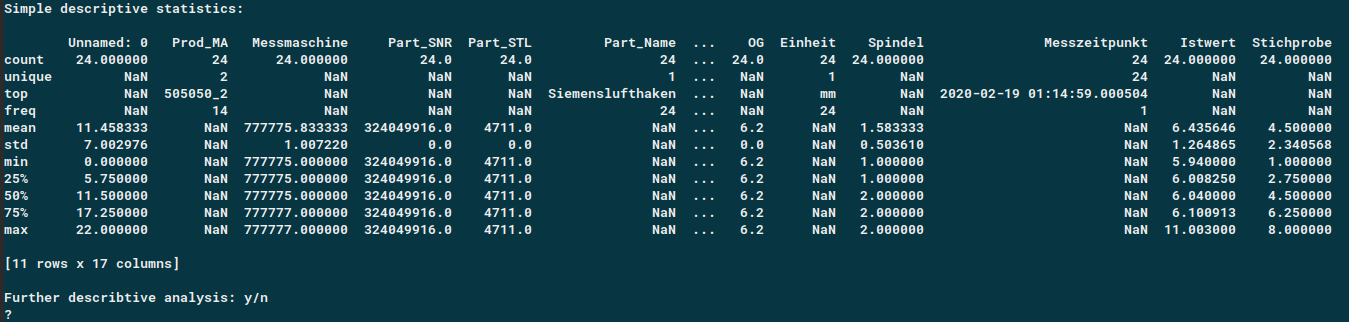 Simple descriptive statistics:
Unnamed: 0 Prod_MA Messmaschine Part_SNR Part_STL Part_Name ... OG Einheit Spindel Messzeitpunkt Istwert Stichprobe
count 24.000000 24 24.000000 24.0 24.0 24 ... 24.0 24 24.000000 24 24.000000 24.000000
unique NaN 2 NaN NaN NaN 1 ... NaN 1 NaN 24 NaN NaN
top NaN 505050_2 NaN NaN NaN Siemenslufthaken ... NaN mm NaN 2020-02-19 01:14:59.000504 NaN NaN
freq NaN 14 NaN NaN NaN 24 ... NaN 24 NaN 1 NaN NaN
mean 11.458333 NaN 777775.833333 324049916.0 4711.0 NaN ... 6.2 NaN 1.583333 NaN 6.435646 4.500000
std 7.002976 NaN 1.007220 0.0 0.0 NaN ... 0.0 NaN 0.503610 NaN 1.264865 2.340568
min 0.000000 NaN 777775.000000 324049916.0 4711.0 NaN ... 6.2 NaN 1.000000 NaN 5.940000 1.000000
25% 5.750000 NaN 777775.000000 324049916.0 4711.0 NaN ... 6.2 NaN 1.000000 NaN 6.008250 2.750000
50% 11.500000 NaN 777775.000000 324049916.0 4711.0 NaN ... 6.2 NaN 2.000000 NaN 6.040000 4.500000
75% 17.250000 NaN 777777.000000 324049916.0 4711.0 NaN ... 6.2 NaN 2.000000 NaN 6.100913 6.250000
max 22.000000 NaN 777777.000000 324049916.0 4711.0 NaN ... 6.2 NaN 2.000000 NaN 11.003000 8.000000
[11 rows x 17 columns]
Further describtive analysis: y/n
?